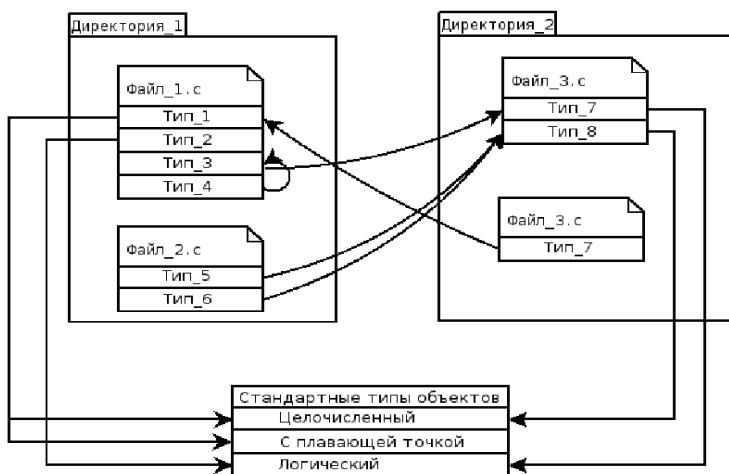 Директория_1
Файл_1.c
Тип_1
Тип_2
Тип_3
Тип_4
Файл_2.c
Тип_5
Тип_6
Директория_2
Файл_3.c
Тип_7
Тип_8
Файл_3.c
Тип_7
Стандартные типы объектов
Целочисленный
С плавающей точкой
Логический